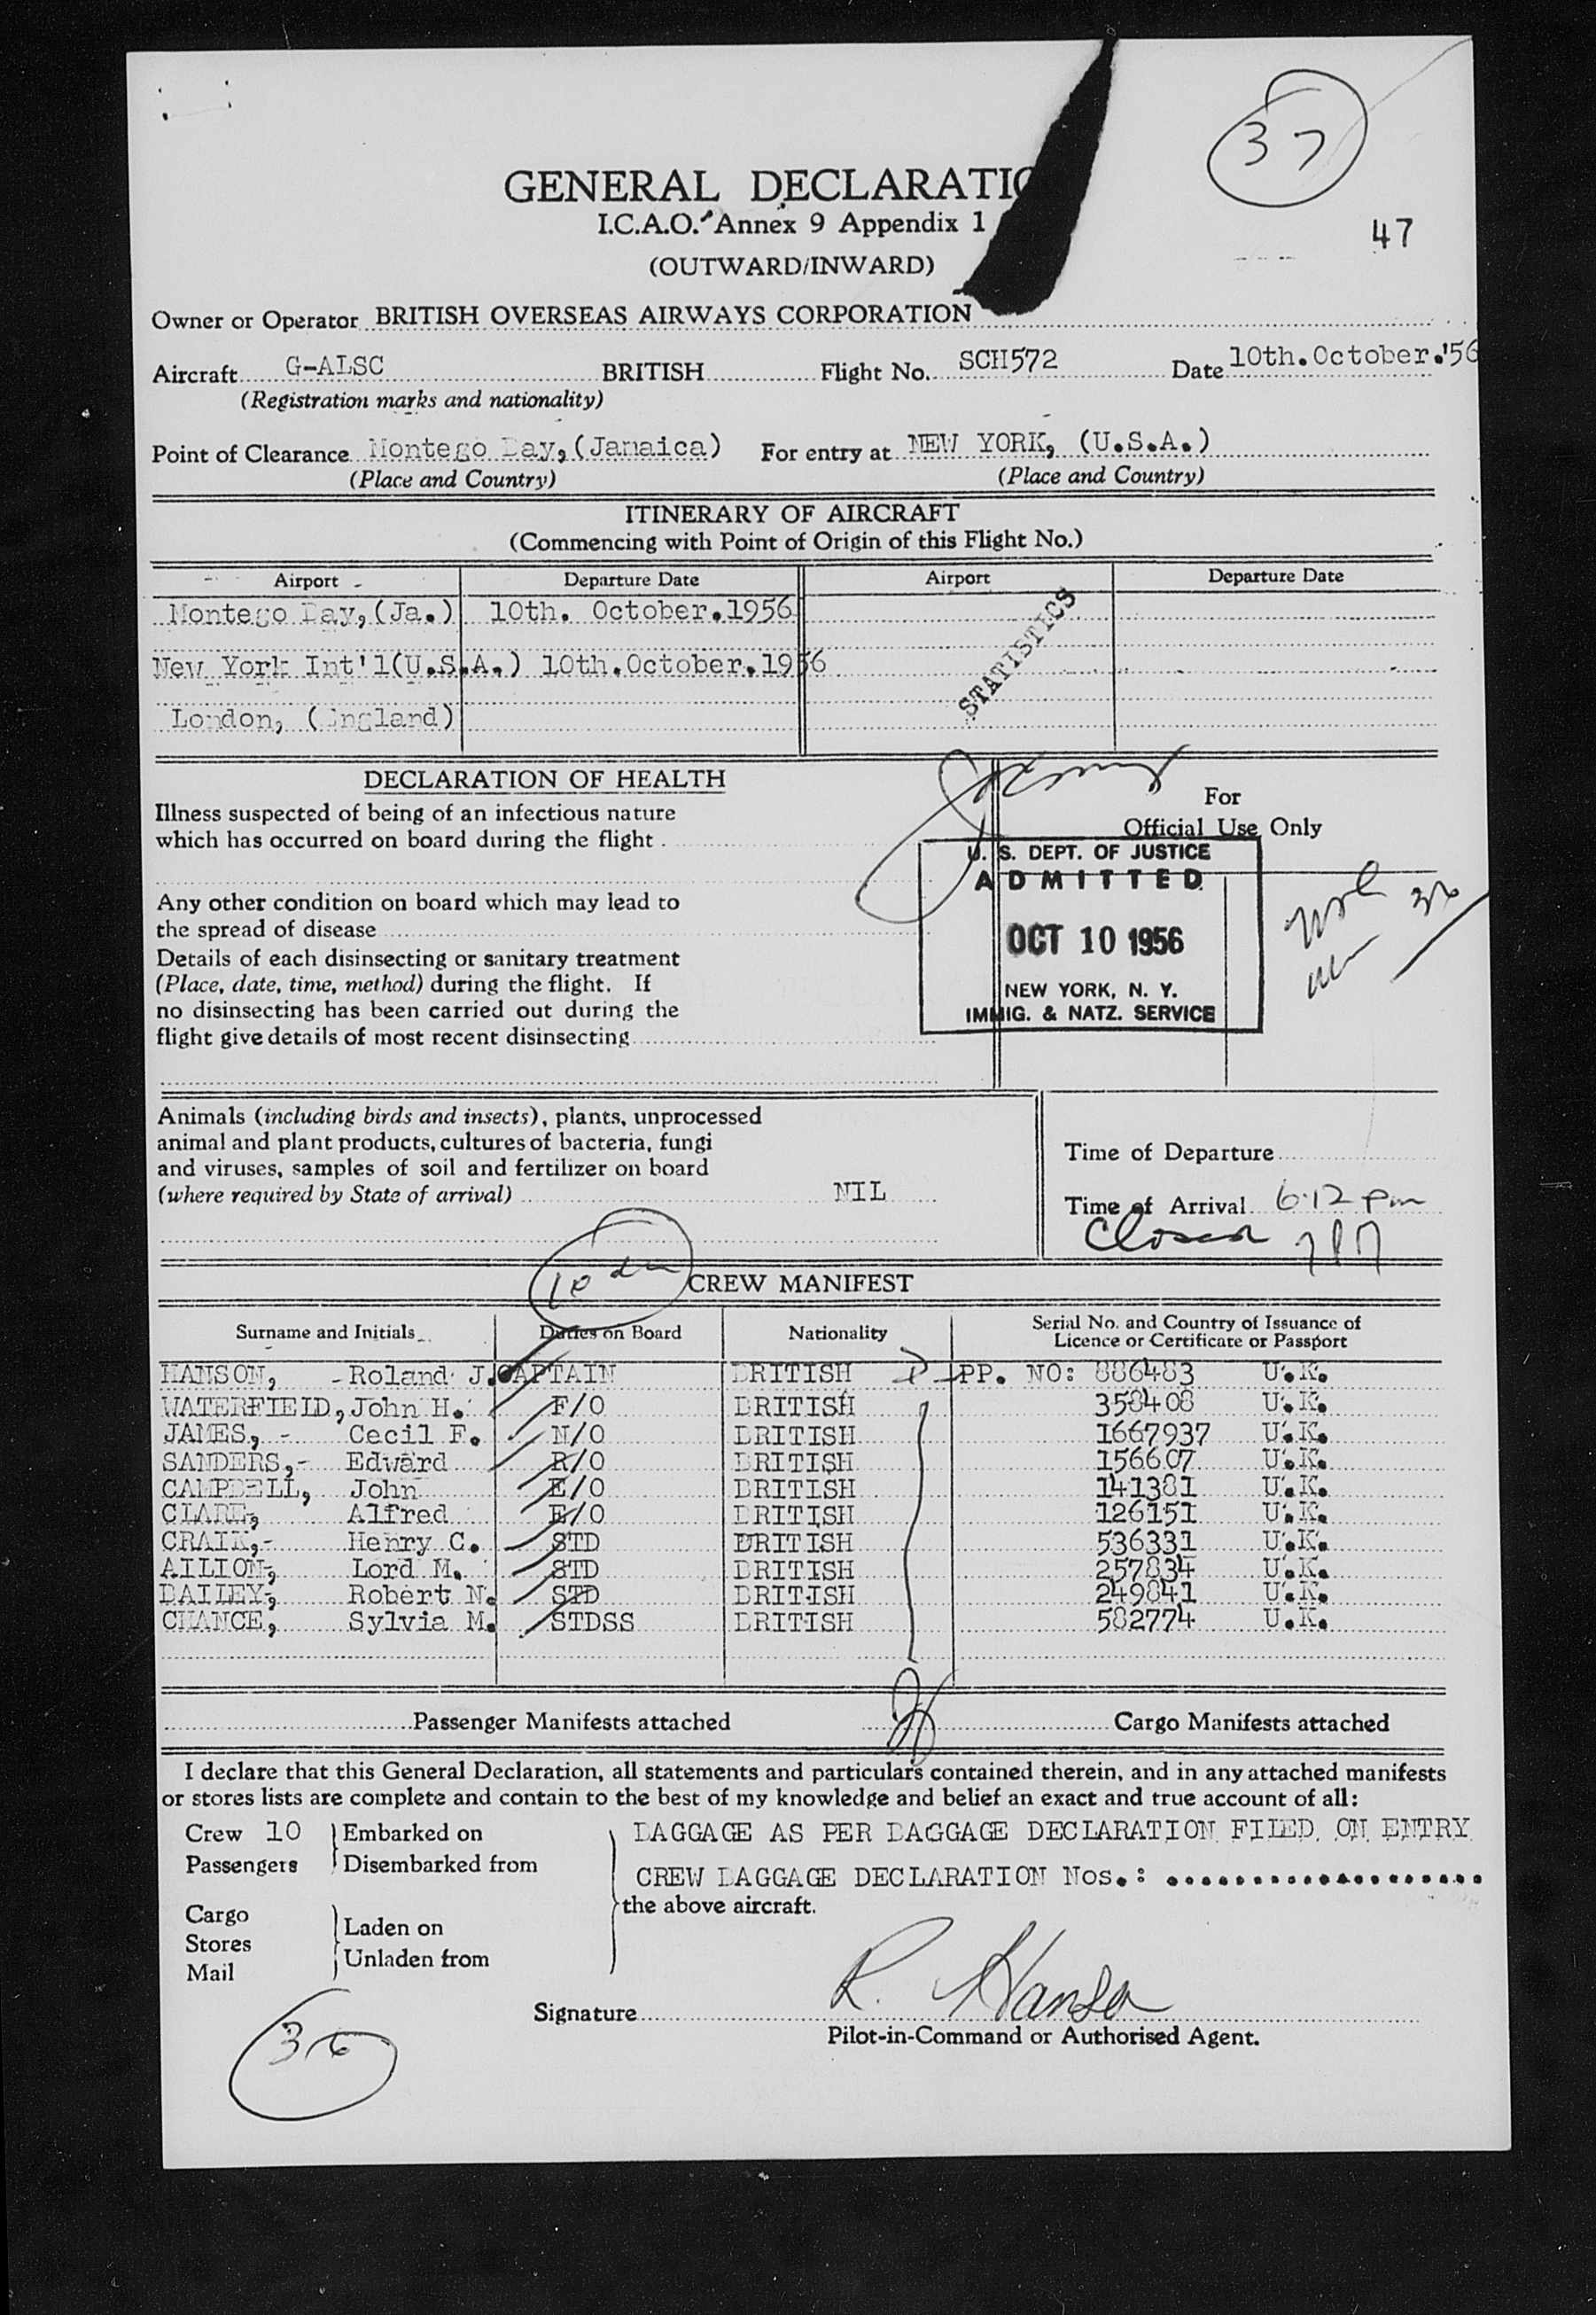 37
GENERAL DECLARATIO
I.C.A.O. Annex 9 Appendix 1
47
(OUTWARD/INWARD)
Owner or Operator BRITISH OVERSEAS AIRWAYS CORPORATION
Aircraft G-ALSC BRITISH Flight No. SCH572 Date 10th.October.'56
(Registration marks and nationality)
Point of Clearance Montego Bay,(Jamaica) For entry at NEW YORK, (U.S.A.)
(Place and Country) (Place and Country)
ITINERARY OF AIRCRAFT
(Commencing with Point of Origin of this Flight No.)
Airport Departure Date Airport Departure Date
Montego Bay,(Ja.) 10th. October.1956
New York Int'l(U.S.A.) 10th.October.1956
London, (England)
STATISTICS
DECLARATION OF HEALTH
For
Official Use Only
Illness suspected of being of an infectious nature
which has occurred on board during the flight
U. S. DEPT. OF JUSTICE
ADMITTED
OCT 10 1956
NEW YORK, N. Y.
IMMIG. & NATZ. SERVICE
Any other condition on board which may lead to
the spread of disease
Details of each disinsecting or sanitary treatment
(Place, date, time, method) during the flight. If
no disinsecting has been carried out during the
flight give details of most recent disinsecting
Animals (including birds and insects), plants, unprocessed
animal and plant products, cultures of bacteria, fungi
and viruses, samples of soil and fertilizer on board
(where required by State of arrival) NIL
Time of Departure
Time of Arrival 6:12 pm
Closed
CREW MANIFEST
Surname and Initials Duties on Board Nationality Serial No. and Country of Issuance of
Licence or Certificate or Passport
HANSON, - Roland J. CAPTAIN BRITISH PP. NO: 886483 U.K.
WATERFIELD, John H. F/O BRITISH 358408 U.K.
JAMES, - Cecil F. N/O BRITISH 1667937 U.K.
SANDERS,- Edward R/O BRITISH 156607 U.K.
CAMPBELL, John E/O BRITISH 141381 U.K.
CLARE, Alfred E/O BRITISH 126151 U.K.
CRAIK,- Henry C. STD BRITISH 536331 U.K.
AILION, Lord M. STD BRITISH 257834 U.K.
BAILEY, Robert N. STD BRITISH 249841 U.K.
CHANCE, Sylvia M. STDSS BRITISH 582774 U.K.
Passenger Manifests attached Cargo Manifests attached
I declare that this General Declaration, all statements and particulars contained therein, and in any attached manifests
or stores lists are complete and contain to the best of my knowledge and belief an exact and true account of all:
Crew 10 Embarked on BAGGAGE AS PER BAGGAGE DECLARATION FILED ON ENTRY
Passengers Disembarked from CREW BAGGAGE DECLARATION Nos.: ...................
the above aircraft.
Cargo
Stores
Mail
Laden on
Unladen from
Signature R. Hanson
Pilot-in-Command or Authorised Agent.
36